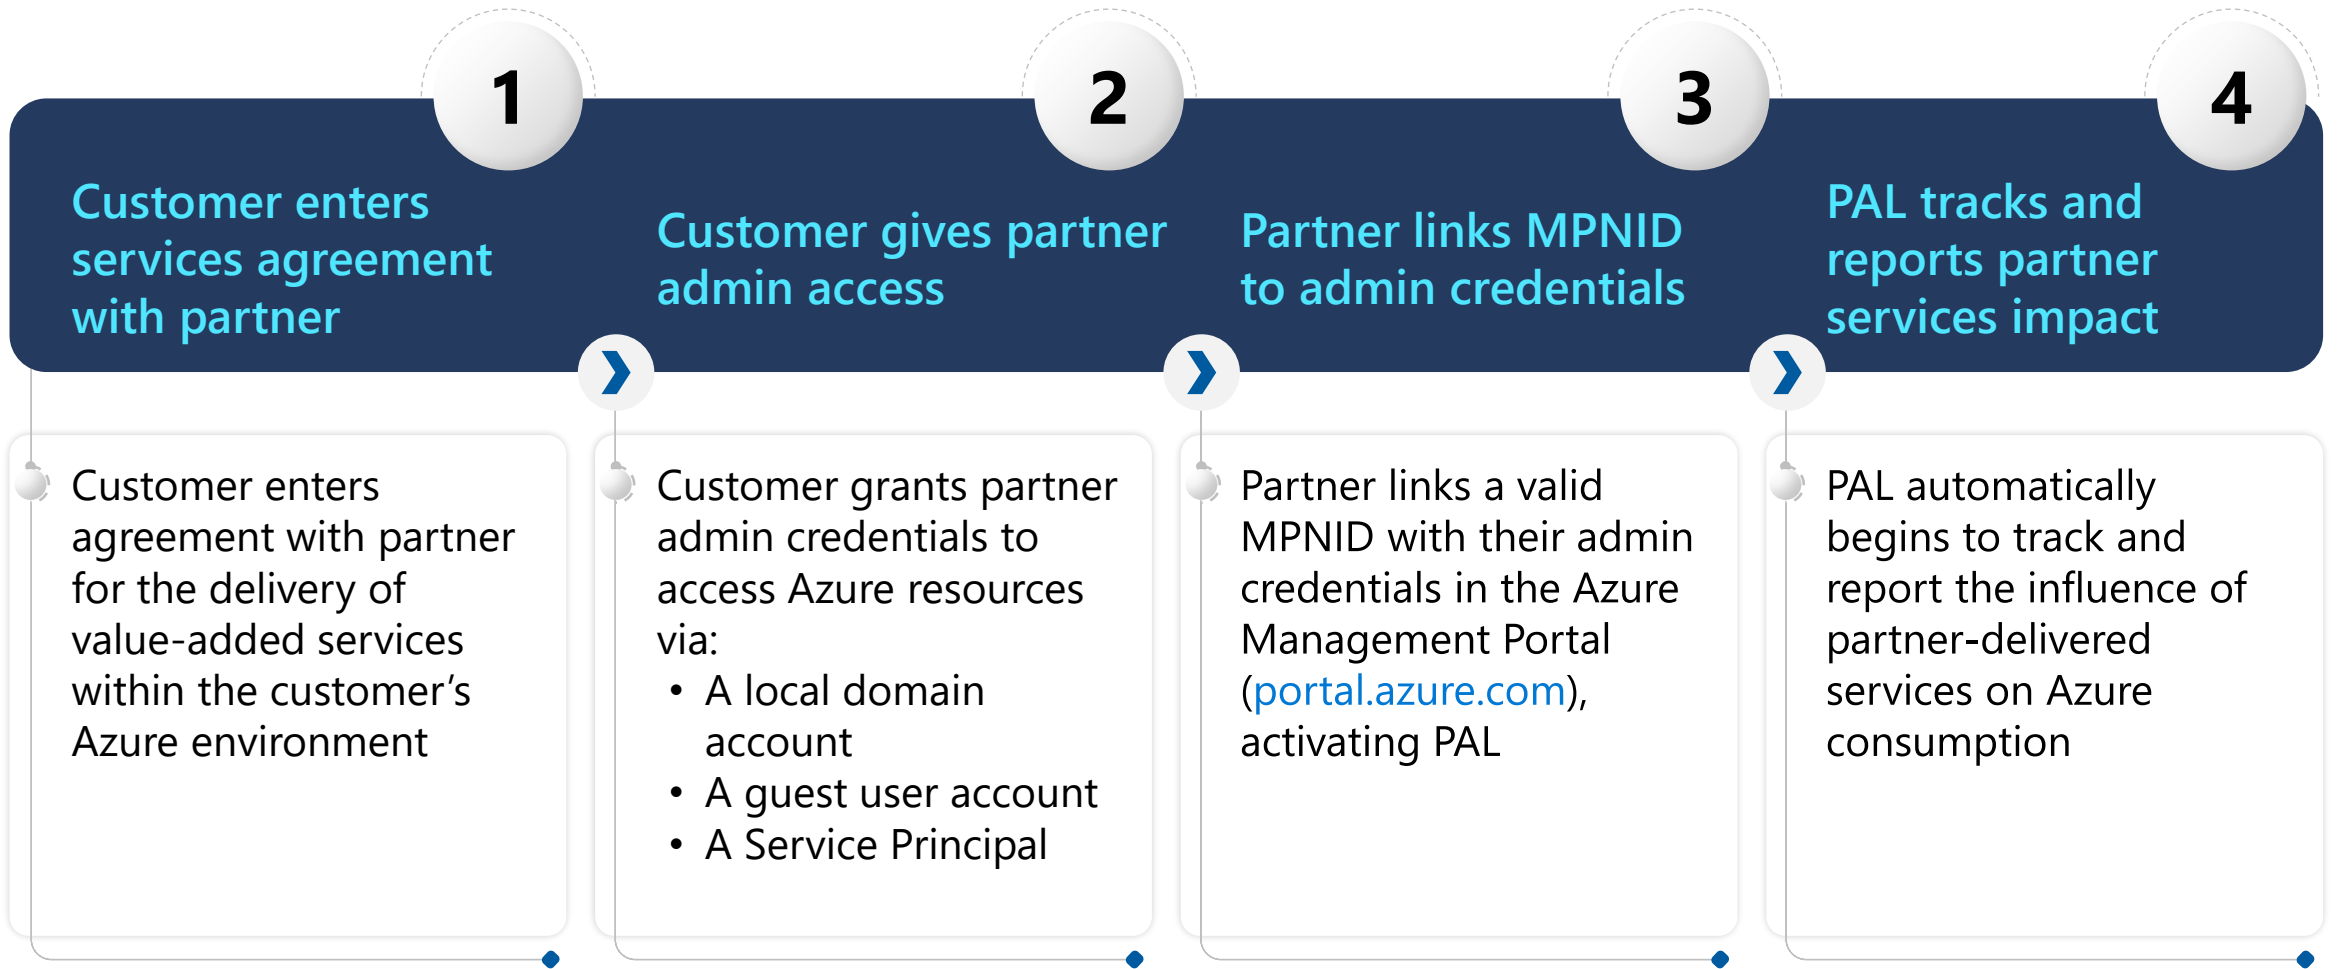 1
Customer enters
services agreement
with partner
2
Customer gives partner
admin access
3
Partner links MPNID
to admin credentials
4
PAL tracks and
reports partner
services impact
Customer enters
agreement with partner
for the delivery of
value-added services
within the customer’s
Azure environment
Customer grants partner
admin credentials to
access Azure resources
via:
• A local domain
account
• A guest user account
• A Service Principal
Partner links a valid
MPNID with their admin
credentials in the Azure
Management Portal
(portal.azure.com),
activating PAL
PAL automatically
begins to track and
report the influence of
partner-delivered
services on Azure
consumption